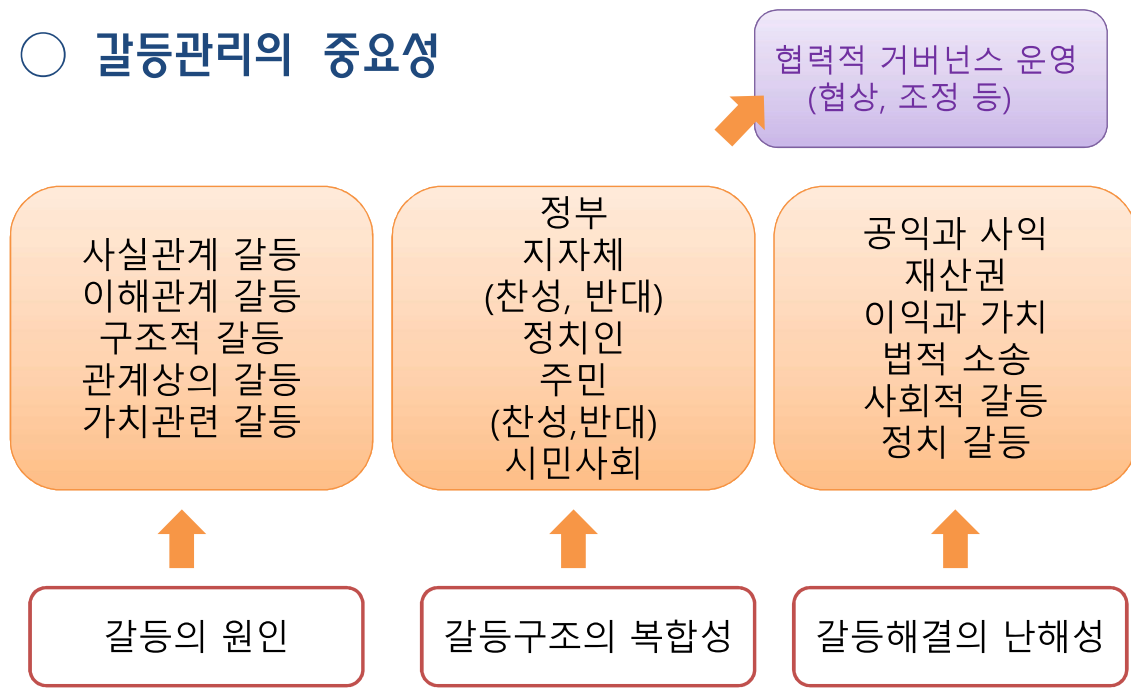 갈등관리의 중요성
협력적 거버넌스 운영
(협상, 조정 등)
사실관계 갈등
이해관계 갈등
구조적 갈등
관계상의 갈등
가치관련 갈등
정부
지자체
(찬성, 반대)
정치인
주민
(찬성,반대)
시민사회
공익과 사익
재산권
이익과 가치
법적 소송
사회적 갈등
정치 갈등
갈등의 원인
갈등구조의 복합성
갈등해결의 난해성